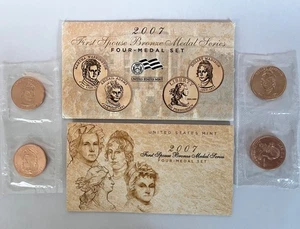 2007
First Spouse Bronze Medal Series
FOUR-MEDAL SET
UNITED STATES MINT
2007
First Spouse Bronze Medal Series
FOUR-MEDAL SET